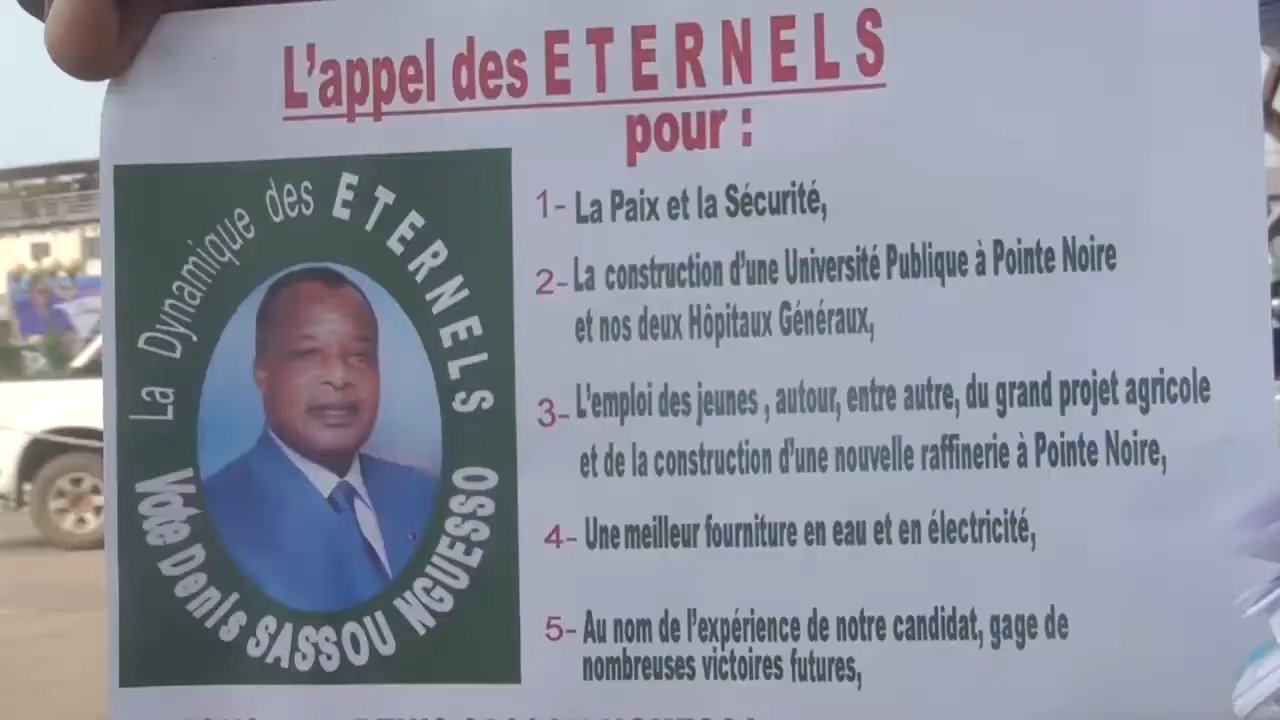 L'appel des ETERNELS
pour :
La Dynamique des ETERNELS
Vote Denis SASSOU NGUESSO
1- La Paix et la Sécurité,
2- La construction d'une Université Publique à Pointe Noire
et nos deux Hôpitaux Généraux,
3- L'emploi des jeunes , autour, entre autre, du grand projet agricole
et de la construction d'une nouvelle raffinerie à Pointe Noire,
4- Une meilleur fourniture en eau et en électricité,
5- Au nom de l'expérience de notre candidat, gage de
nombreuses victoires futures,